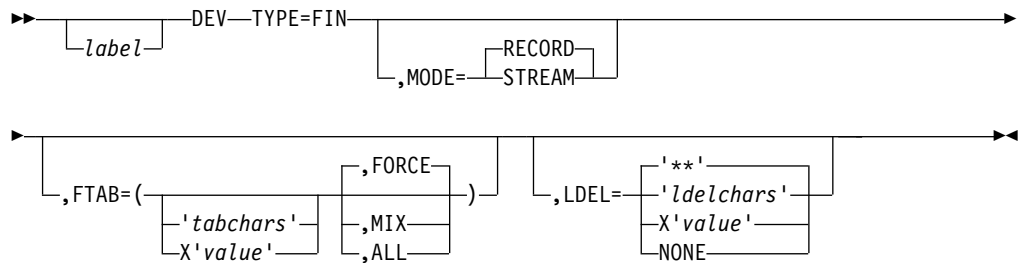 DEV TYPE=FIN
label
RECORD
,MODE= STREAM
,FORCE '**'
,FTAB=( ) ,LDEL=
'tabchars' ,MIX 'ldelchars'
X'value' ,ALL X'value'
NONE